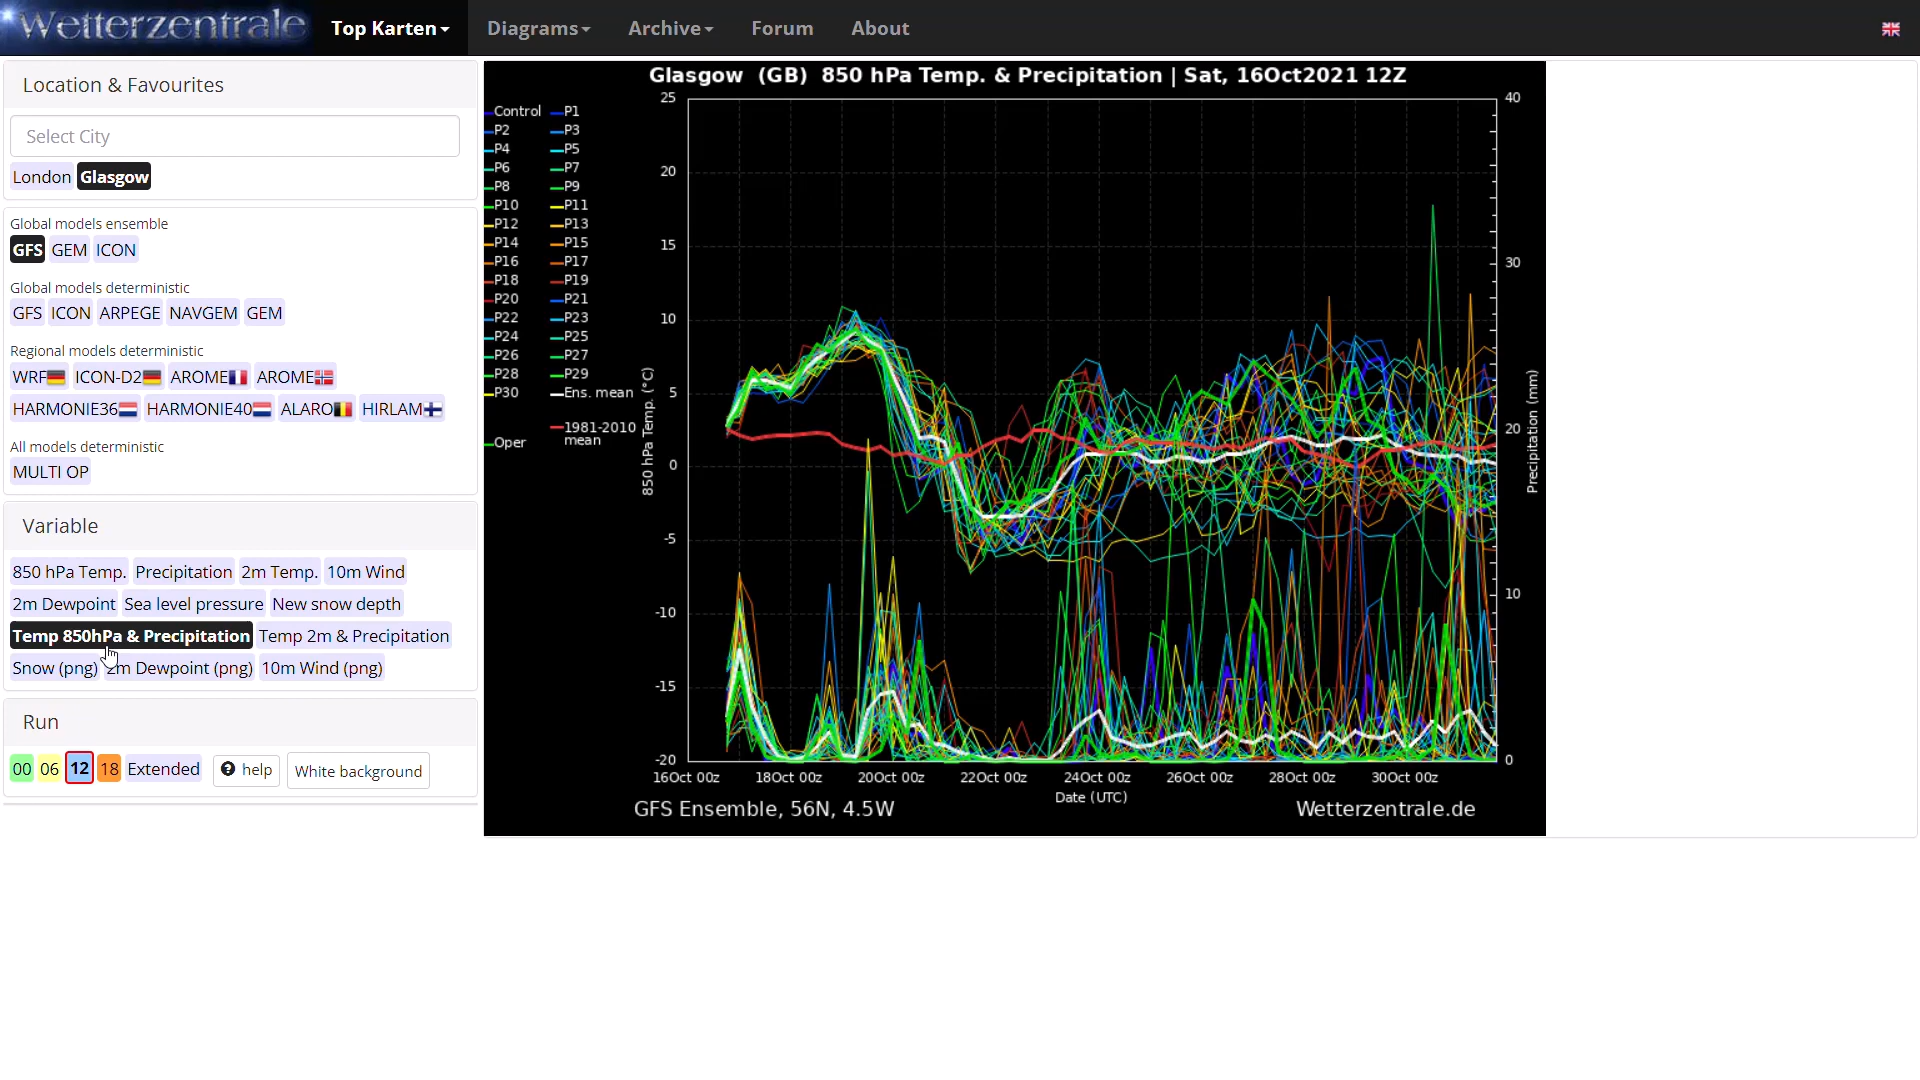 Wetterzentrale Top Karten Diagrams Archive Forum About
Location & Favourites
Select City
London Glasgow
Global models ensemble
GFS GEM ICON
Global models deterministic
GFS ICON ARPEGE NAVGEM GEM
Regional models deterministic
WRF ICON-D2 AROME AROME
HARMONIE36 HARMONIE40 ALARO HIRLAM
All models deterministic
MULTI OP
Variable
850 hPa Temp. Precipitation 2m Temp. 10m Wind
2m Dewpoint Sea level pressure New snow depth
Temp 850hPa & Precipitation Temp 2m & Precipitation
Snow (png) 2m Dewpoint (png) 10m Wind (png)
Run
00 06 12 18 Extended help White background
Glasgow (GB) 850 hPa Temp. & Precipitation | Sat, 16Oct2021 12Z
Control P1
P2 P3
P4 P5
P6 P7
P8 P9
P10 P11
P12 P13
P14 P15
P16 P17
P18 P19
P20 P21
P22 P23
P24 P25
P26 P27
P28 P29
P30 Ens. mean
Oper 1981-2010
mean
850 hPa Temp. (°C)
25
20
15
10
5
0
-5
-10
-15
-20
40
30
20
10
0
Precipitation (mm)
16Oct 00z 18Oct 00z 20Oct 00z 22Oct 00z 24Oct 00z 26Oct 00z 28Oct 00z 30Oct 00z
Date (UTC)
GFS Ensemble, 56N, 4.5W Wetterzentrale.de